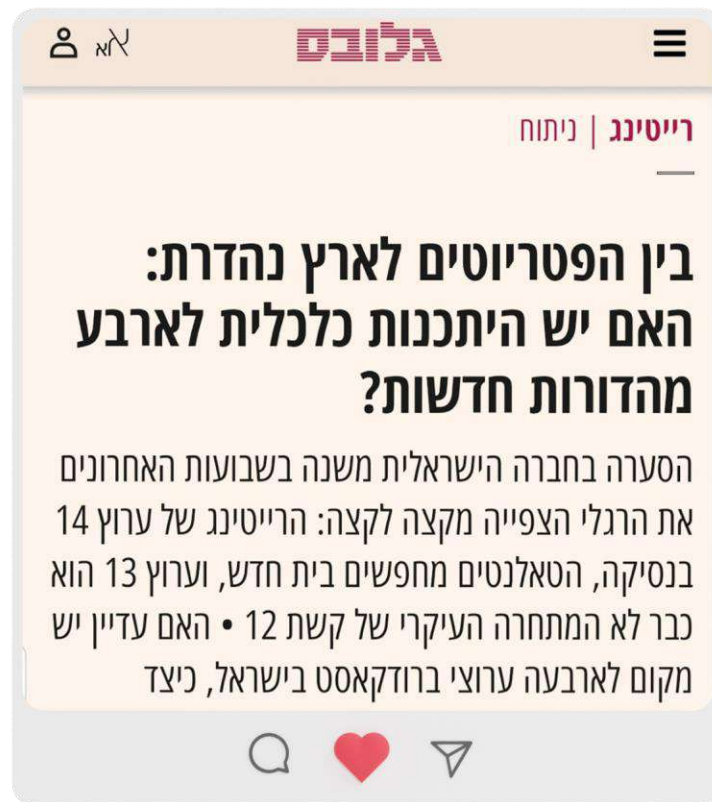 גלובס
רייטינג | ניתוח
בין הפטריוטים לארץ נהדרת:
האם יש היתכנות כלכלית לארבע
מהדורות חדשות?
הסערה בחברה הישראלית משנה בשבועות האחרונים
את הרגלי הצפייה מקצה לקצה: הרייטינג של ערוץ 14
בנסיקה, הטאלנטים מחפשים בית חדש, וערוץ 13 הוא
כבר לא המתחרה העיקרי של קשת 12 • האם עדיין יש
מקום לארבעה ערוצי ברודקאסט בישראל, כיצד